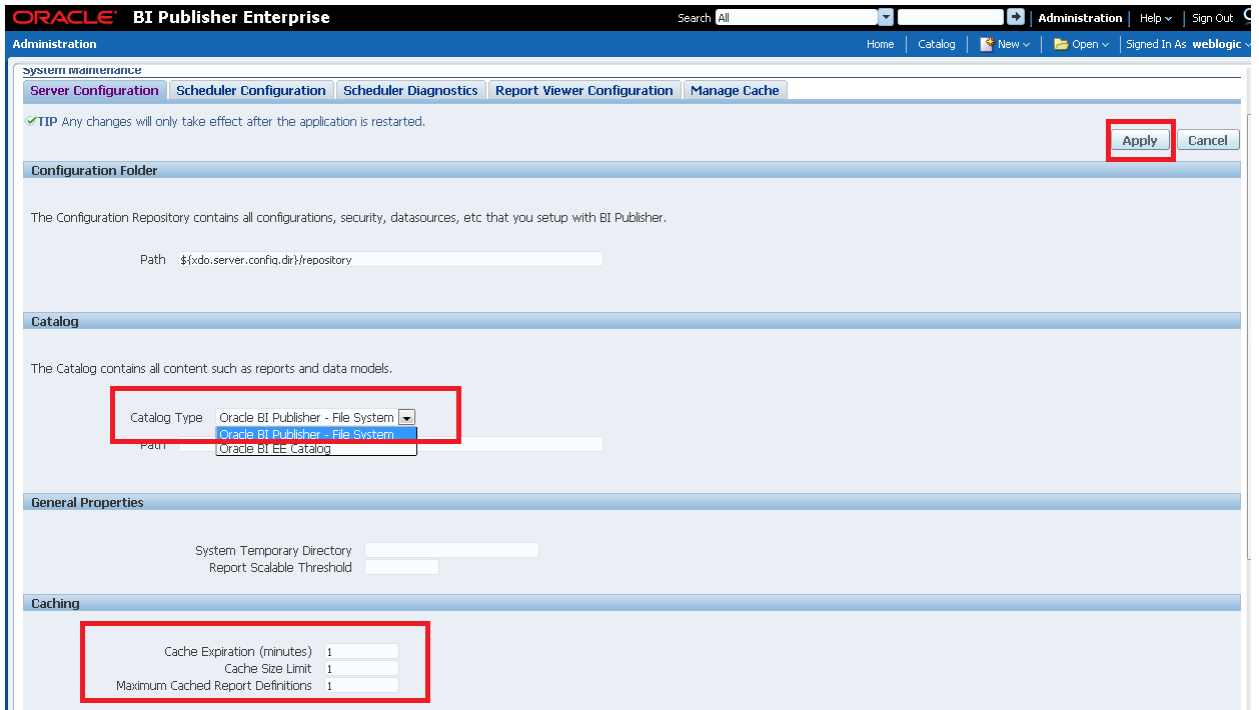 ORACLE BI Publisher Enterprise
Search All Administration Help Sign Out
Administration
Home Catalog New Open Signed In As weblogic
System Maintenance
Server Configuration Scheduler Configuration Scheduler Diagnostics Report Viewer Configuration Manage Cache
TIP Any changes will only take effect after the application is restarted.
Apply Cancel
Configuration Folder
The Configuration Repository contains all configurations, security, datasources, etc that you setup with BI Publisher.
Path ${xdo.server.config.dir}/repository
Catalog
The Catalog contains all content such as reports and data models.
Catalog Type Oracle BI Publisher - File System
Oracle BI Publisher - File System
Path
Oracle BI EE Catalog
General Properties
System Temporary Directory
Report Scalable Threshold
Caching
Cache Expiration (minutes) 1
Cache Size Limit 1
Maximum Cached Report Definitions 1